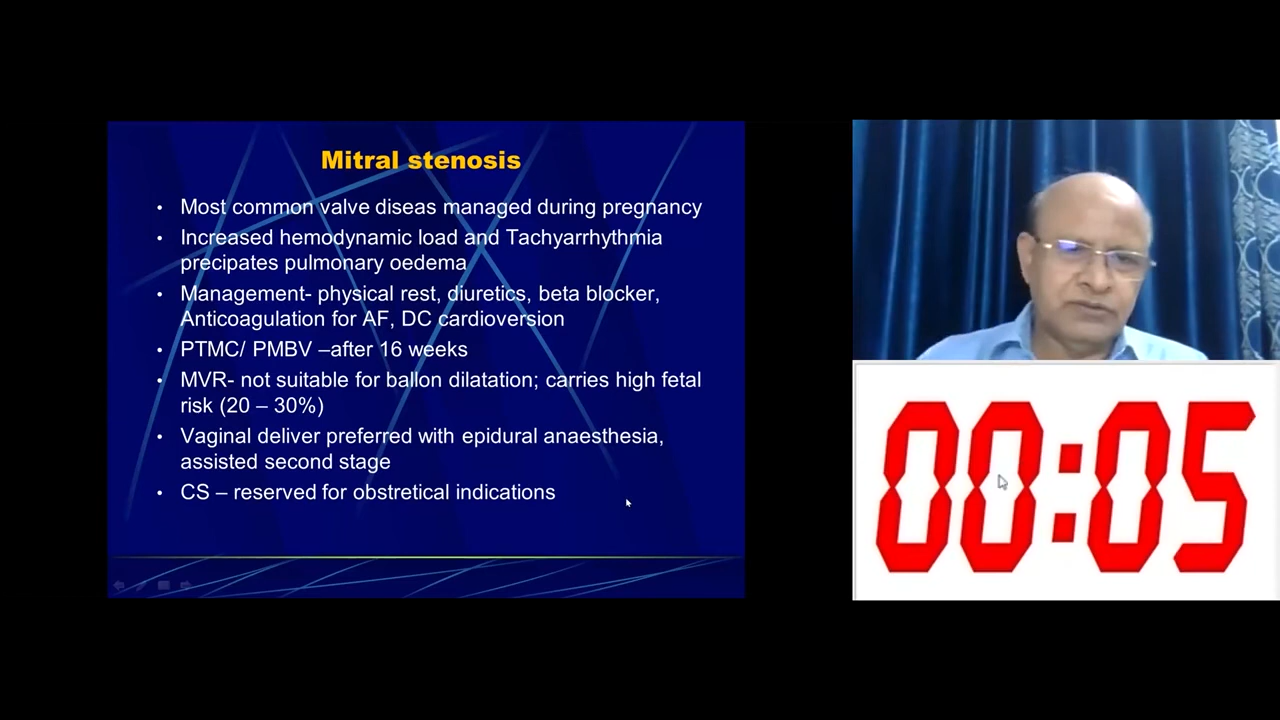 Mitral stenosis
• Most common valve diseas managed during pregnancy
• Increased hemodynamic load and Tachyarrhythmia
precipates pulmonary oedema
• Management- physical rest, diuretics, beta blocker,
Anticoagulation for AF, DC cardioversion
• PTMC/ PMBV –after 16 weeks
• MVR- not suitable for ballon dilatation; carries high fetal
risk (20 – 30%)
• Vaginal deliver preferred with epidural anaesthesia,
assisted second stage
• CS – reserved for obstretical indications
00:05